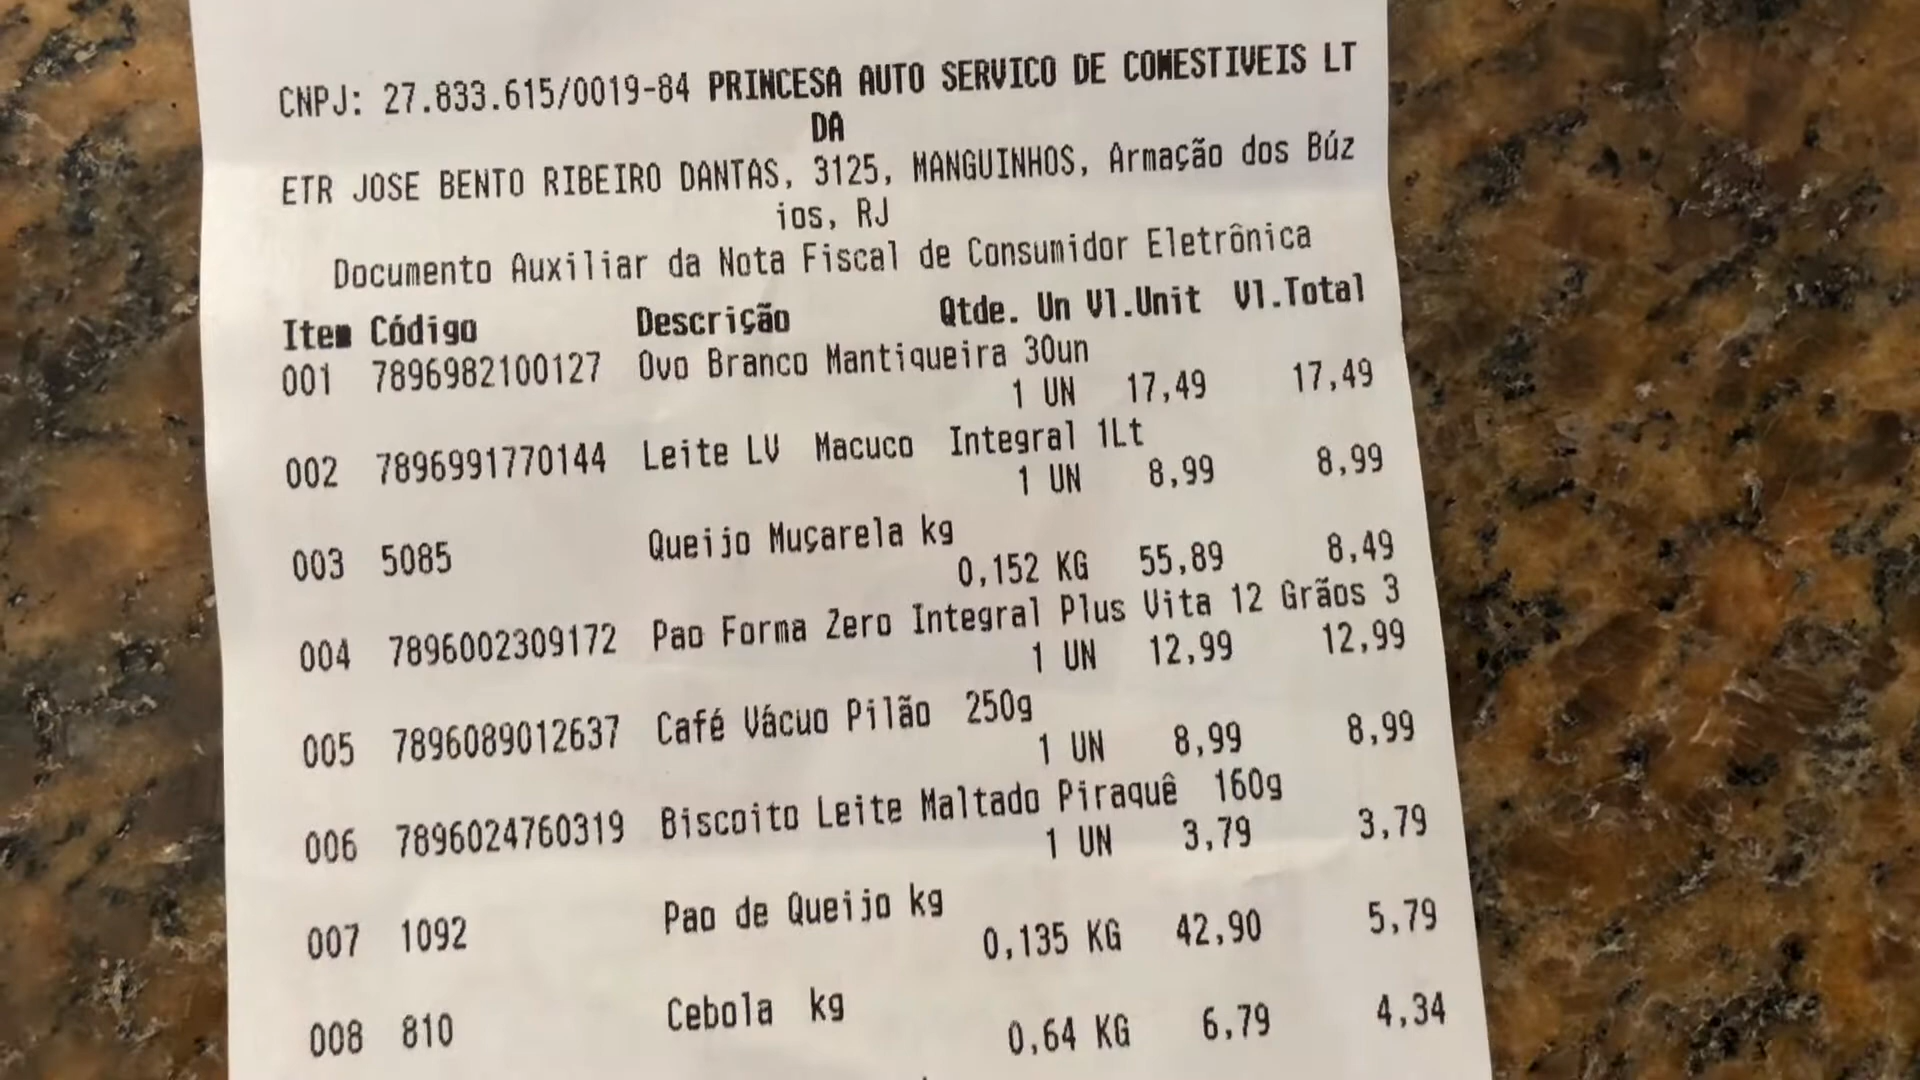 CNPJ: 27.833.615/0019-84 PRINCESA AUTO SERVICO DE COMESTIVEIS LT
DA
ETR JOSE BENTO RIBEIRO DANTAS, 3125, MANGUINHOS, Armação dos Búz
ios, RJ
Documento Auxiliar da Nota Fiscal de Consumidor Eletrônica
Item Código Descrição Qtde. Un Vl.Unit Vl.Total
001 7896982100127 Ovo Branco Mantiqueira 30un
1 UN 17,49 17,49
002 7896991770144 Leite LV Macuco Integral 1Lt
1 UN 8,99 8,99
003 5085 Queijo Muçarela kg
0,152 KG 55,89 8,49
004 7896002309172 Pao Forma Zero Integral Plus Vita 12 Grãos 3
1 UN 12,99 12,99
005 7896089012637 Café Vácuo Pilão 250g
1 UN 8,99 8,99
006 7896024760319 Biscoito Leite Maltado Piraquê 160g
1 UN 3,79 3,79
007 1092 Pao de Queijo kg
0,135 KG 42,90 5,79
008 810 Cebola kg
0,64 KG 6,79 4,34